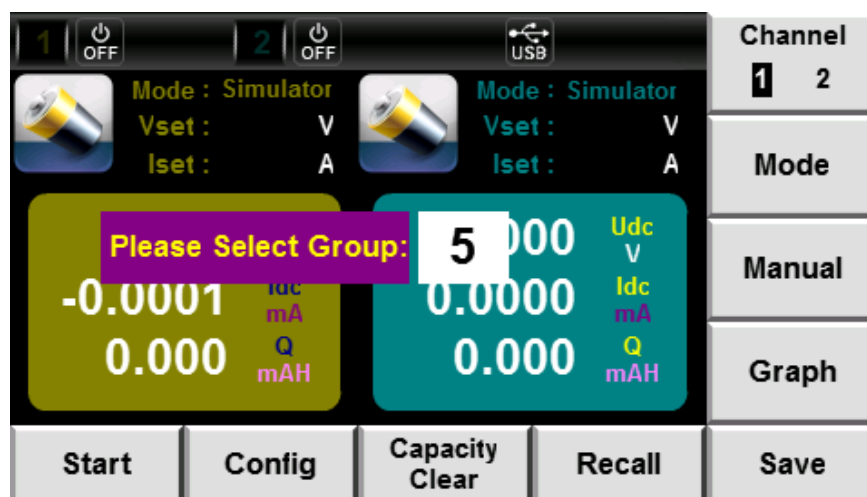 1 OFF 2 OFF USB
Channel
1 2
Mode : Simulator
Vset : V
Iset : A
Mode : Simulator
Vset : V
Iset : A
Mode
Please Select Group: 5
00 Udc
V
-0.0001 Idc
mA
0.0000 Idc
mA
0.000 Q
mAH
0.000 Q
mAH
Manual
Graph
Start
Config
Capacity
Clear
Recall
Save